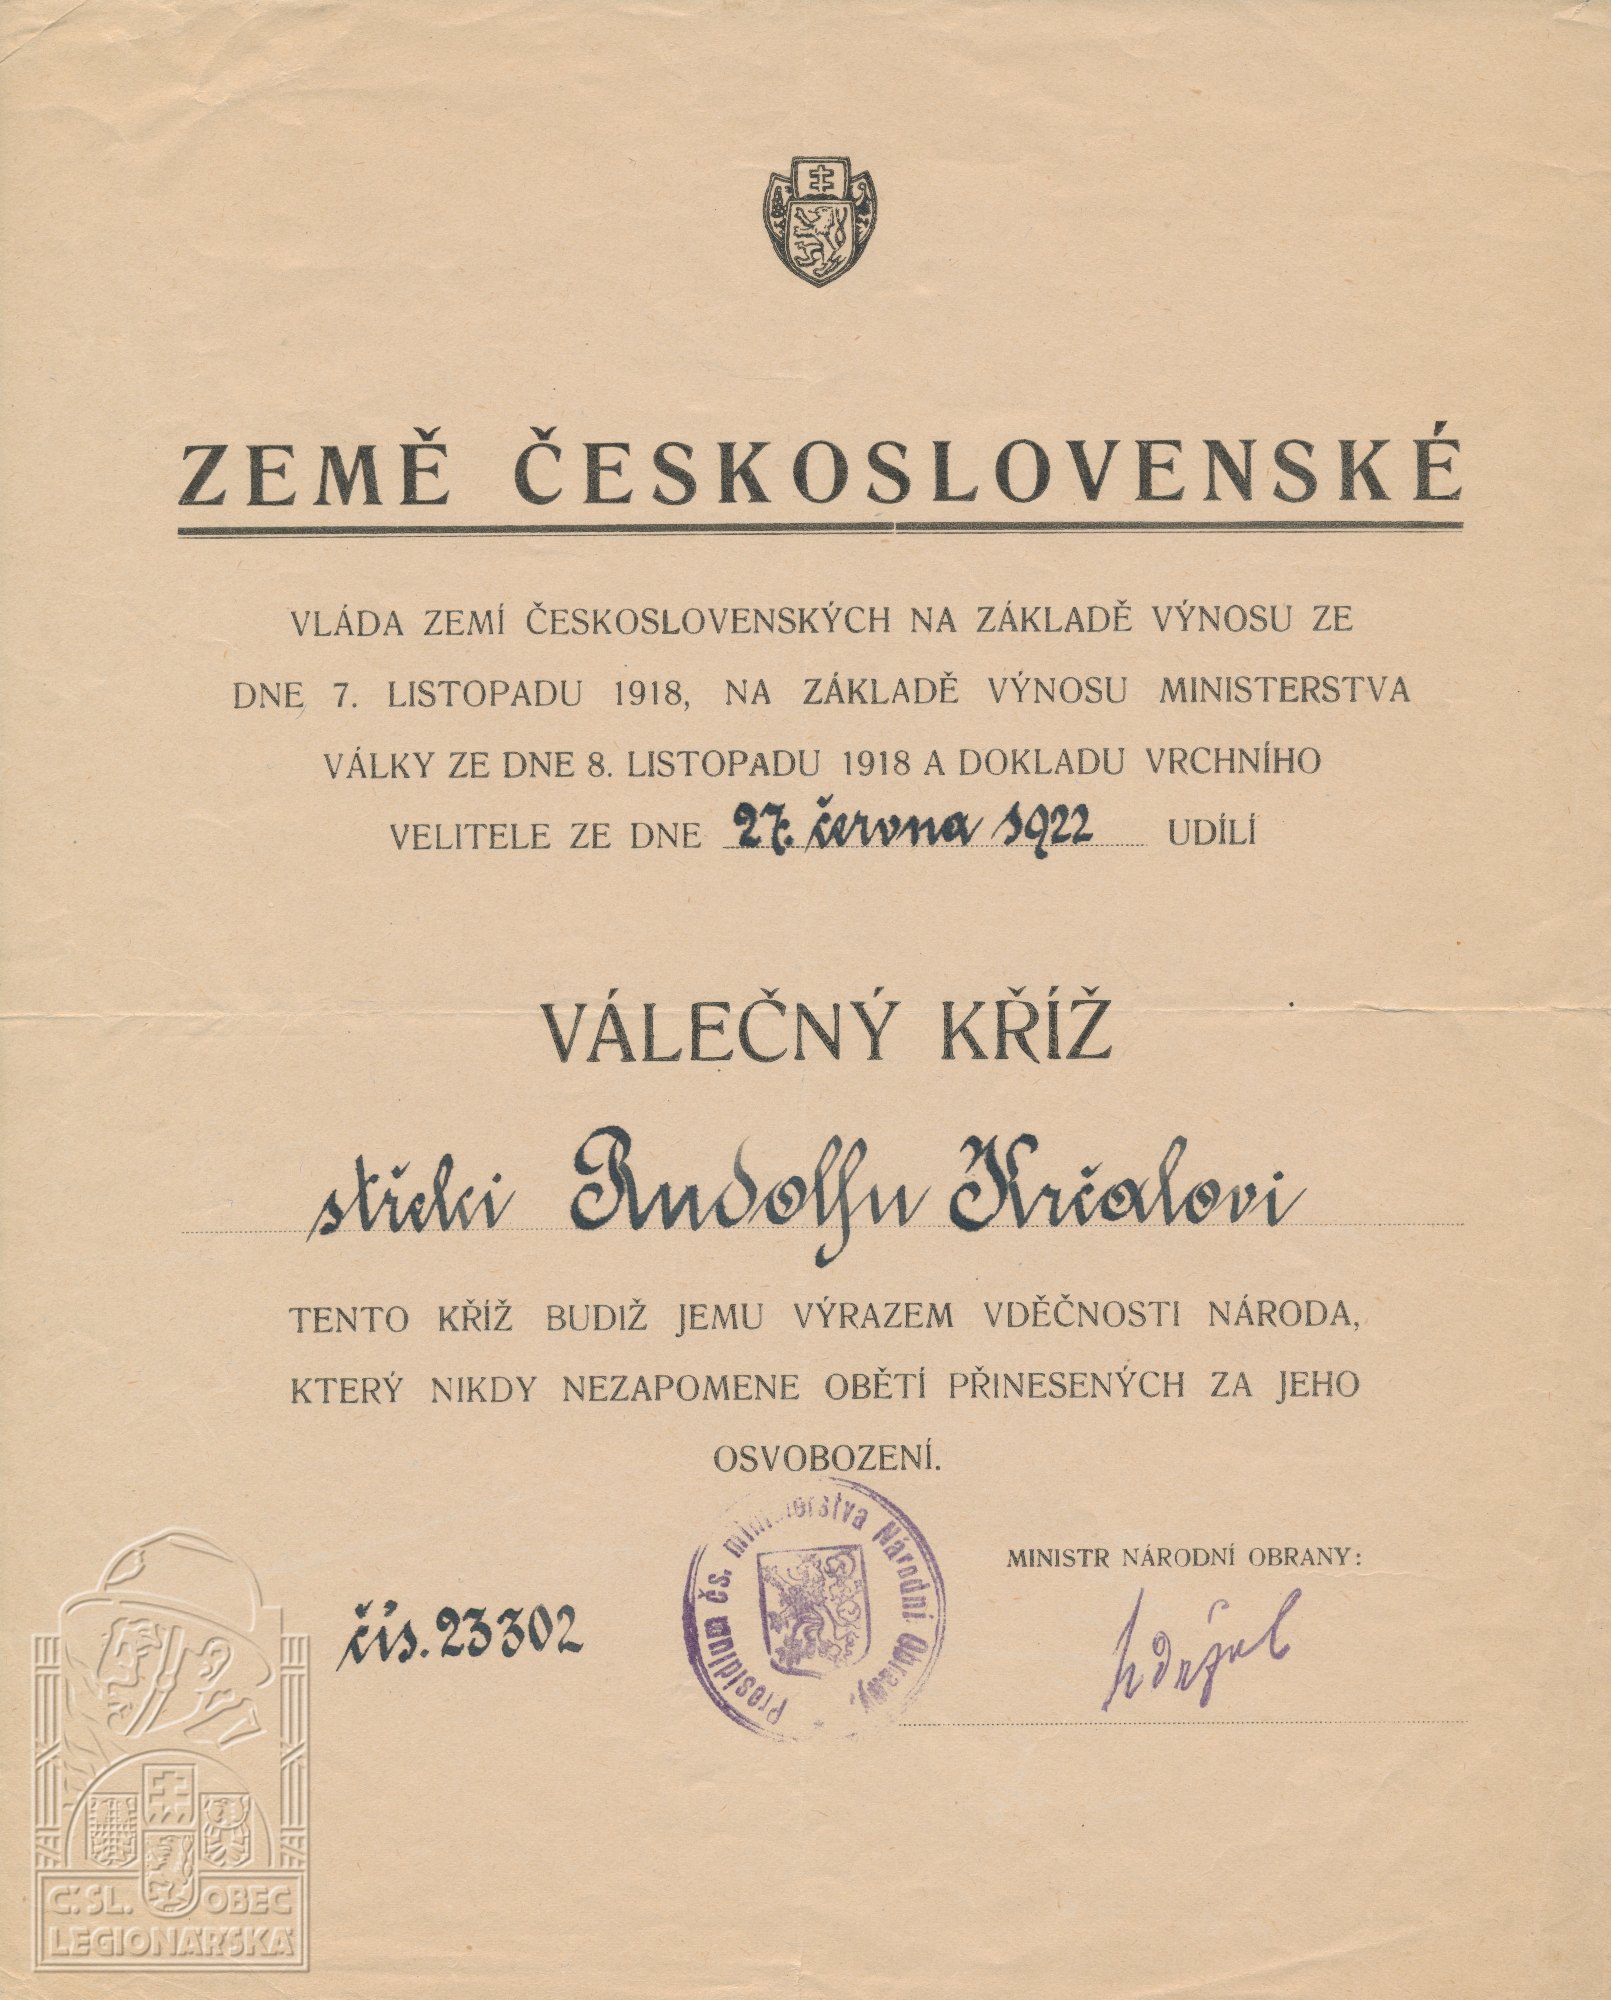 ZEMĚ ČESKOSLOVENSKÉ
VLÁDA ZEMÍ ČESKOSLOVENSKÝCH NA ZÁKLADĚ VÝNOSU ZE
DNE 7. LISTOPADU 1918, NA ZÁKLADĚ VÝNOSU MINISTERSTVA
VÁLKY ZE DNE 8. LISTOPADU 1918 A DOKLADU VRCHNÍHO
VELITELE ZE DNE 27. června 1922 UDÍLÍ
VÁLEČNÝ KŘÍŽ
střelci Rudolfu Krčalovi
TENTO KŘÍŽ BUDIŽ JEMU VÝRAZEM VDĚČNOSTI NÁRODA,
KTERÝ NIKDY NEZAPOMENE OBĚTÍ PŘINESENÝCH ZA JEHO
OSVOBOZENÍ.
Presidium čs. ministerstva Národní Obrany.
MINISTR NÁRODNÍ OBRANY:
čís. 23302
Udržal
Č.SL. OBEC
LEGIONÁŘSKÁ